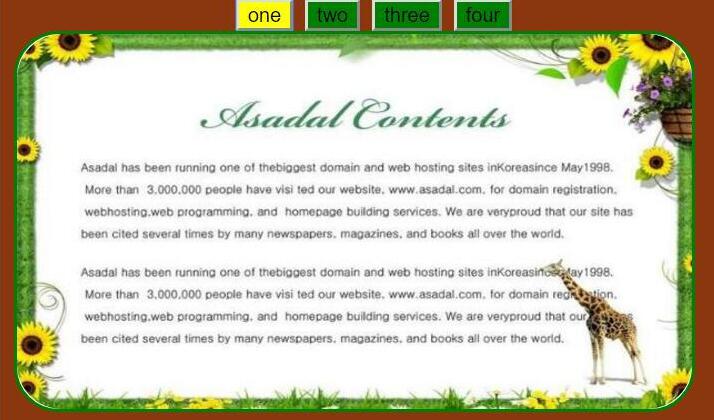 one two three four
Asadal Contents
Asadal has been running one of thebiggest domain and web hosting sites inKoreasince May1998.
More than 3,000,000 people have visi ted our website, www.asadal.com, for domain registration,
webhosting,web programming, and homepage building services. We are veryproud that our site has
been cited several times by many newspapers, magazines, and books all over the world.
Asadal has been running one of thebiggest domain and web hosting sites inKoreasince May1998.
More than 3,000,000 people have visi ted our website, www.asadal.com, for domain registration,
webhosting,web programming, and homepage building services. We are veryproud that our
been cited several times by many newspapers, magazines, and books all over the world.